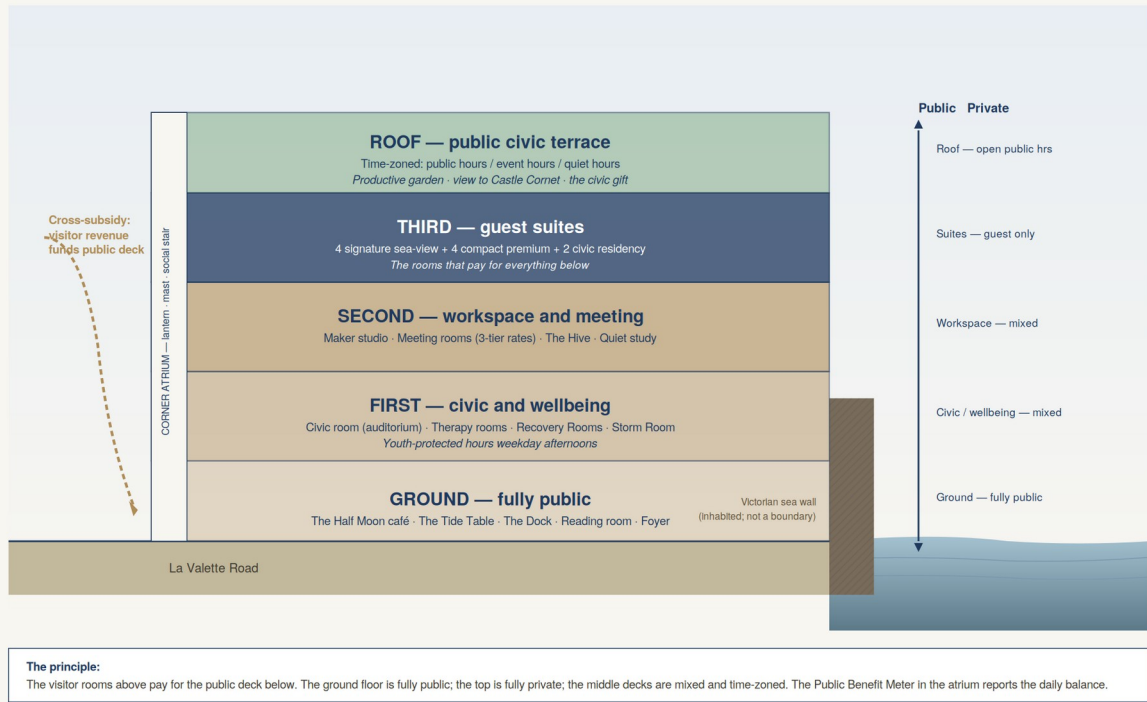 Public Private
ROOF — public civic terrace
Time-zoned: public hours / event hours / quiet hours
Productive garden · view to Castle Cornet · the civic gift
Roof — open public hrs
Cross-subsidy:
visitor revenue
funds public deck
CORNER ATRIUM — lantern · mast · social stair
THIRD — guest suites
4 signature sea-view + 4 compact premium + 2 civic residency
The rooms that pay for everything below
Suites — guest only
SECOND — workspace and meeting
Maker studio · Meeting rooms (3-tier rates) · The Hive · Quiet study
Workspace — mixed
FIRST — civic and wellbeing
Civic room (auditorium) · Therapy rooms · Recovery Rooms · Storm Room
Youth-protected hours weekday afternoons
Civic / wellbeing — mixed
GROUND — fully public
The Half Moon café · The Tide Table · The Dock · Reading room · Foyer
Victorian sea wall
(inhabited; not a boundary)
Ground — fully public
La Valette Road
The principle:
The visitor rooms above pay for the public deck below. The ground floor is fully public; the top is fully private; the middle decks are mixed and time-zoned. The Public Benefit Meter in the atrium reports the daily balance.